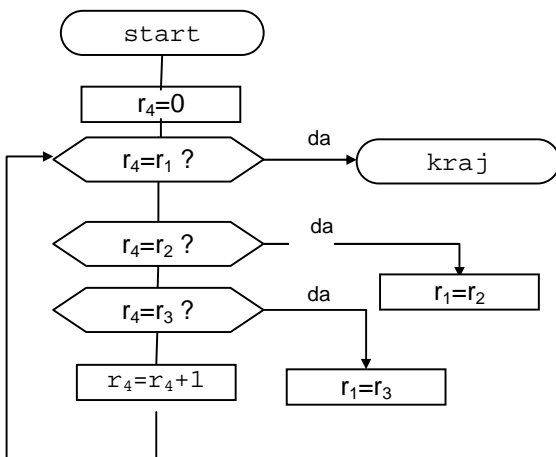 start
r₄=0
r₄=r₁ ?
da
kraj
r₄=r₂ ?
da
r₁=r₂
r₄=r₃ ?
da
r₄=r₄+1
r₁=r₃